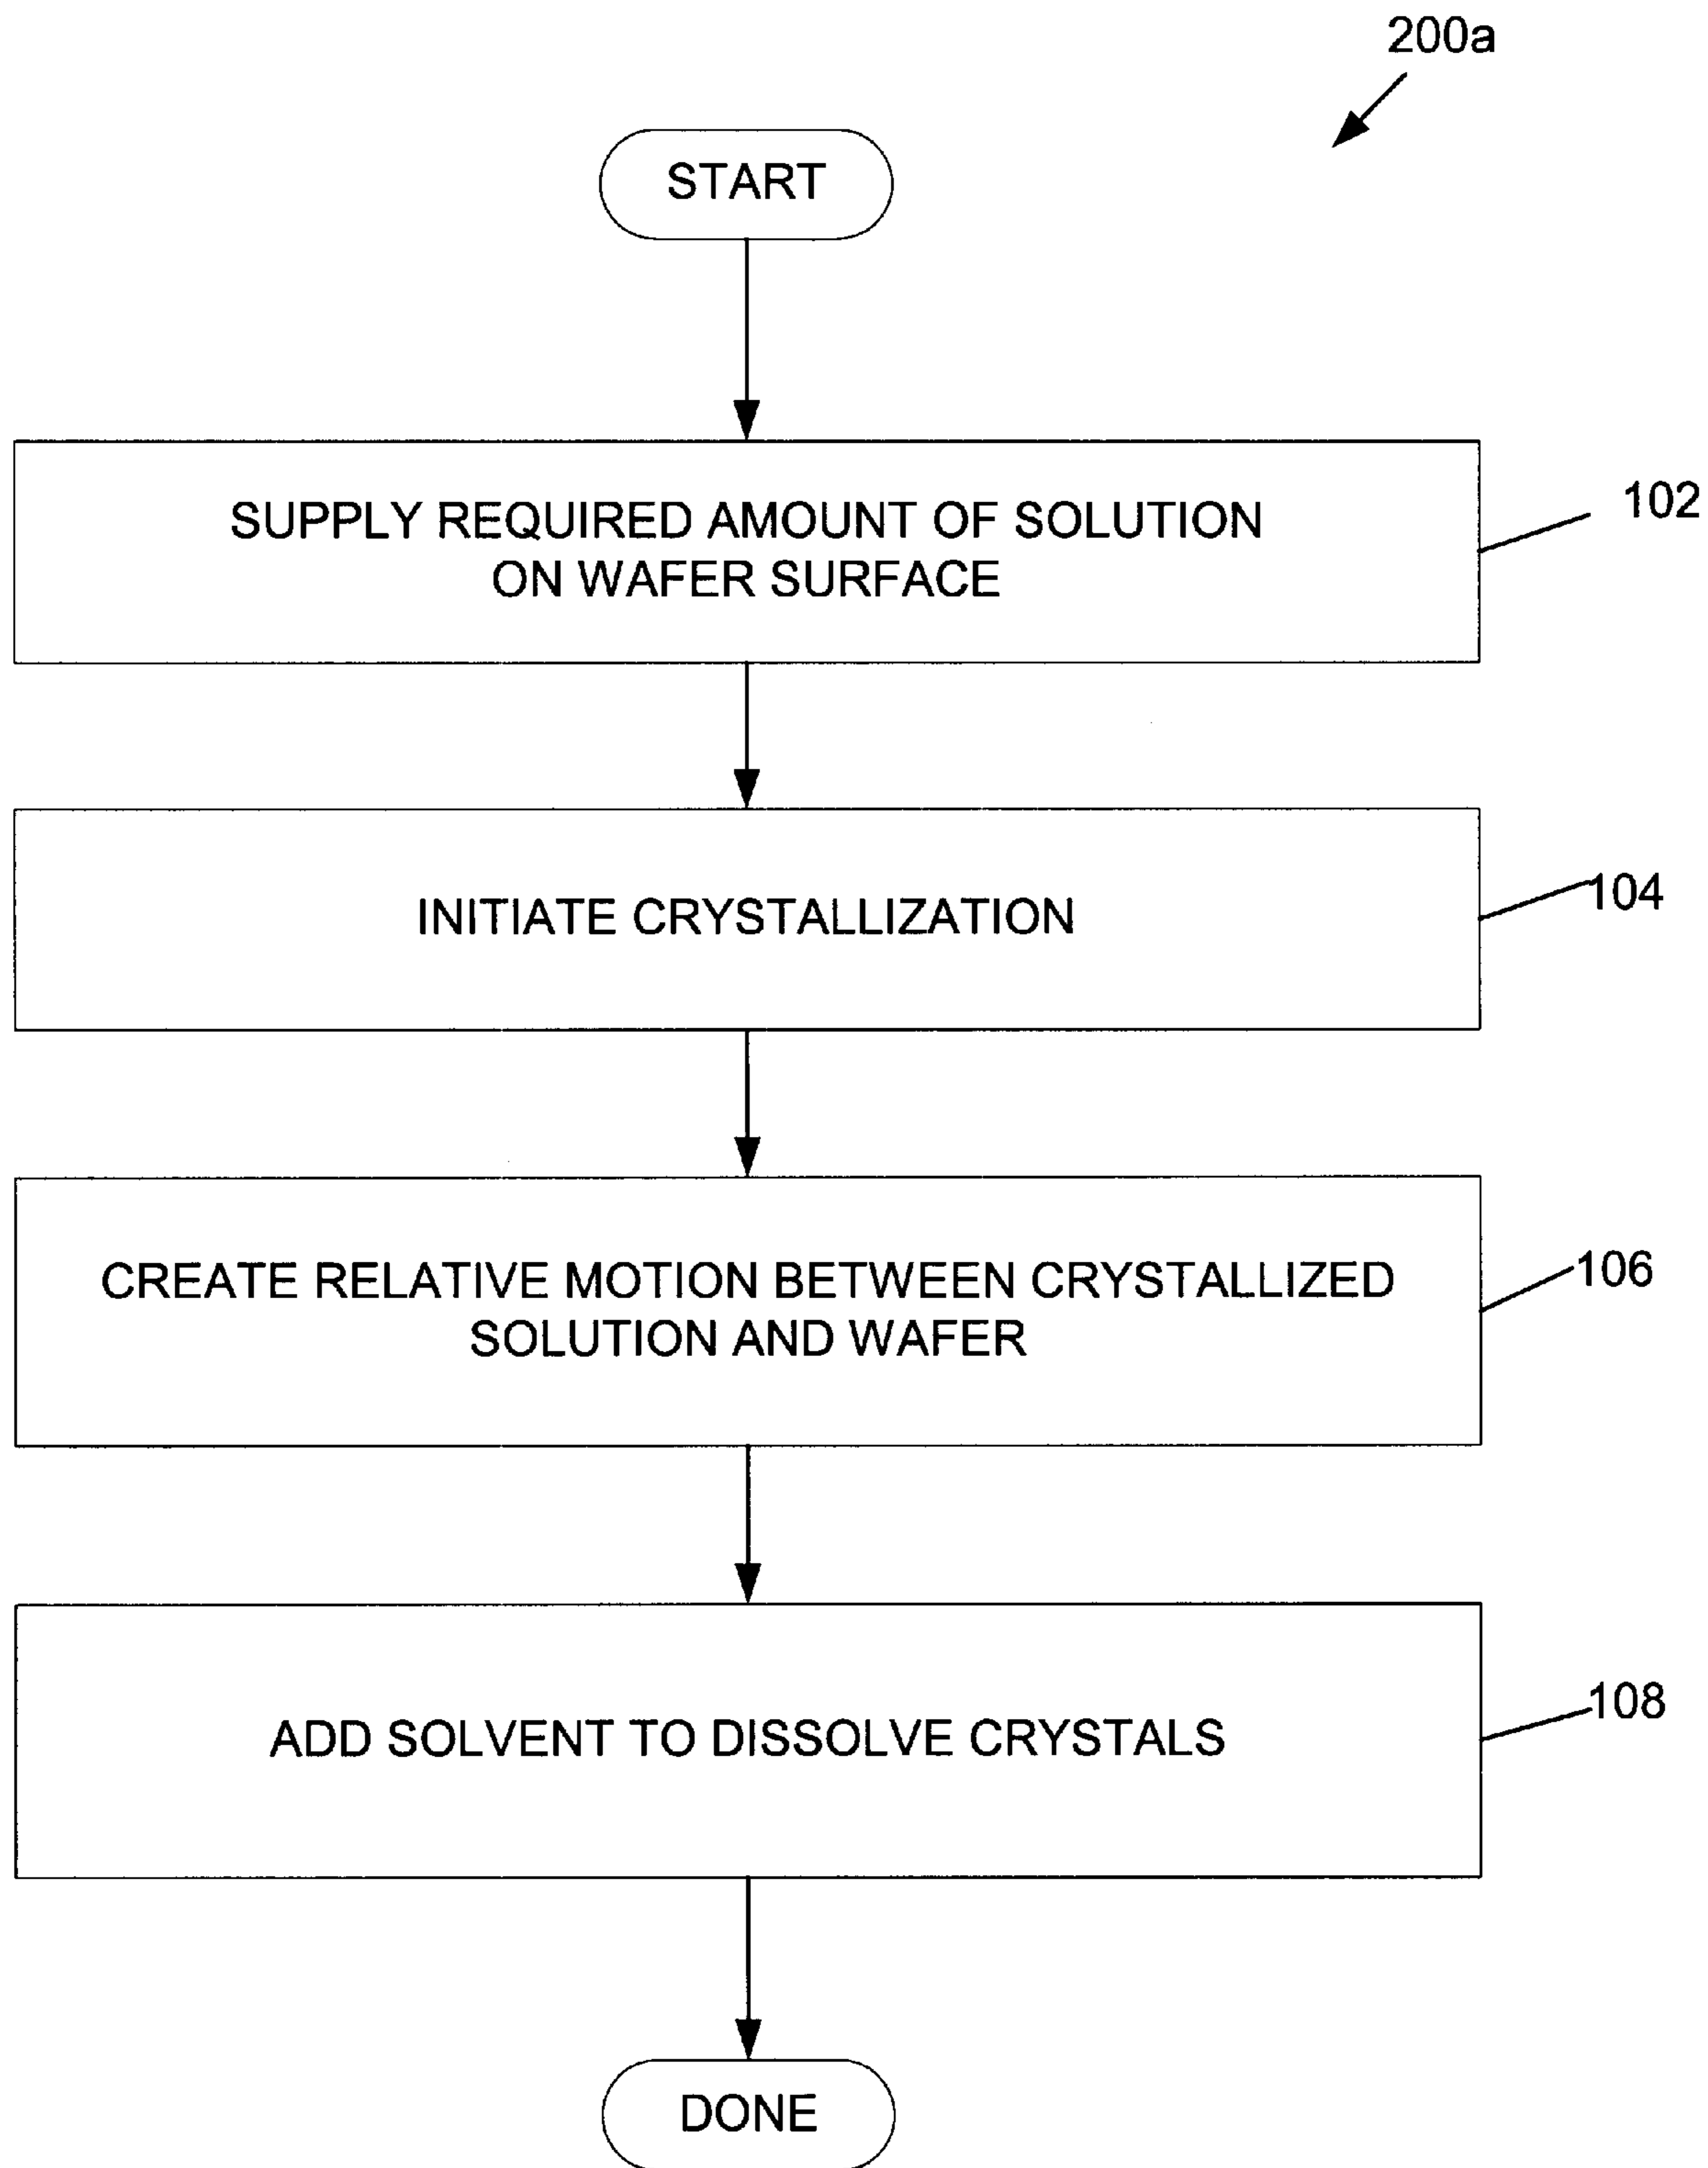 200a
START
SUPPLY REQUIRED AMOUNT OF SOLUTION
ON WAFER SURFACE
102
INITIATE CRYSTALLIZATION
104
CREATE RELATIVE MOTION BETWEEN CRYSTALLIZED
SOLUTION AND WAFER
106
ADD SOLVENT TO DISSOLVE CRYSTALS
108
DONE